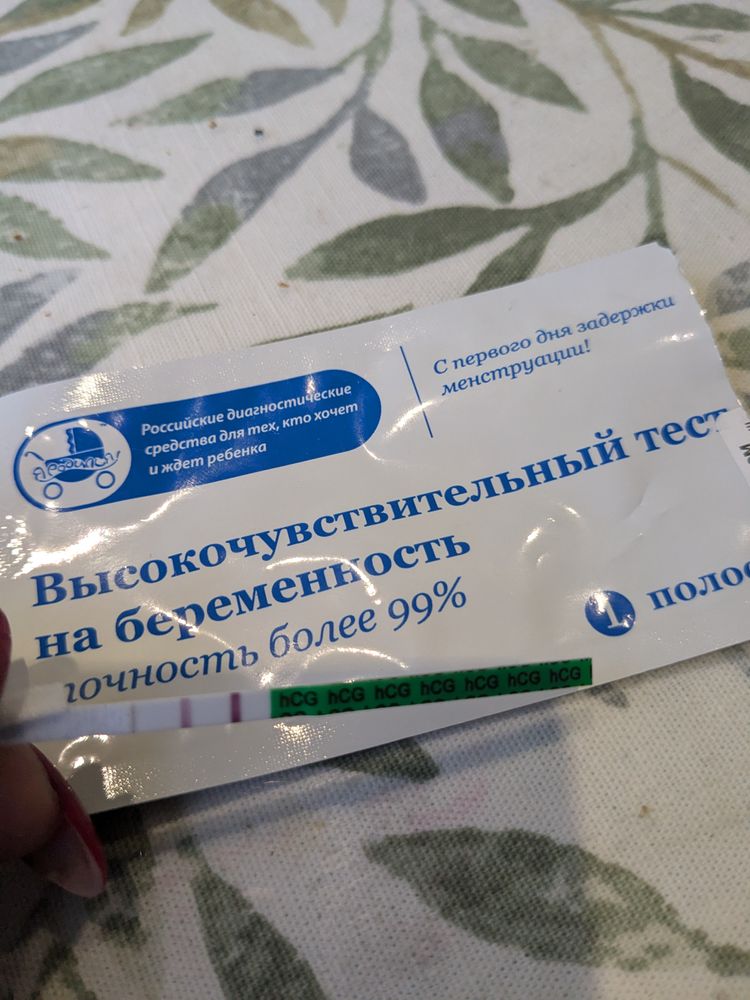 С первого дня задержки
менструации!
Российские диагностические
средства для тех, кто хочет
и ждет ребенка
Я родился
Высокочувствительный тест
на беременность
точность более 99%
1
hCG hCG hCG hCG hCG hCG hCG